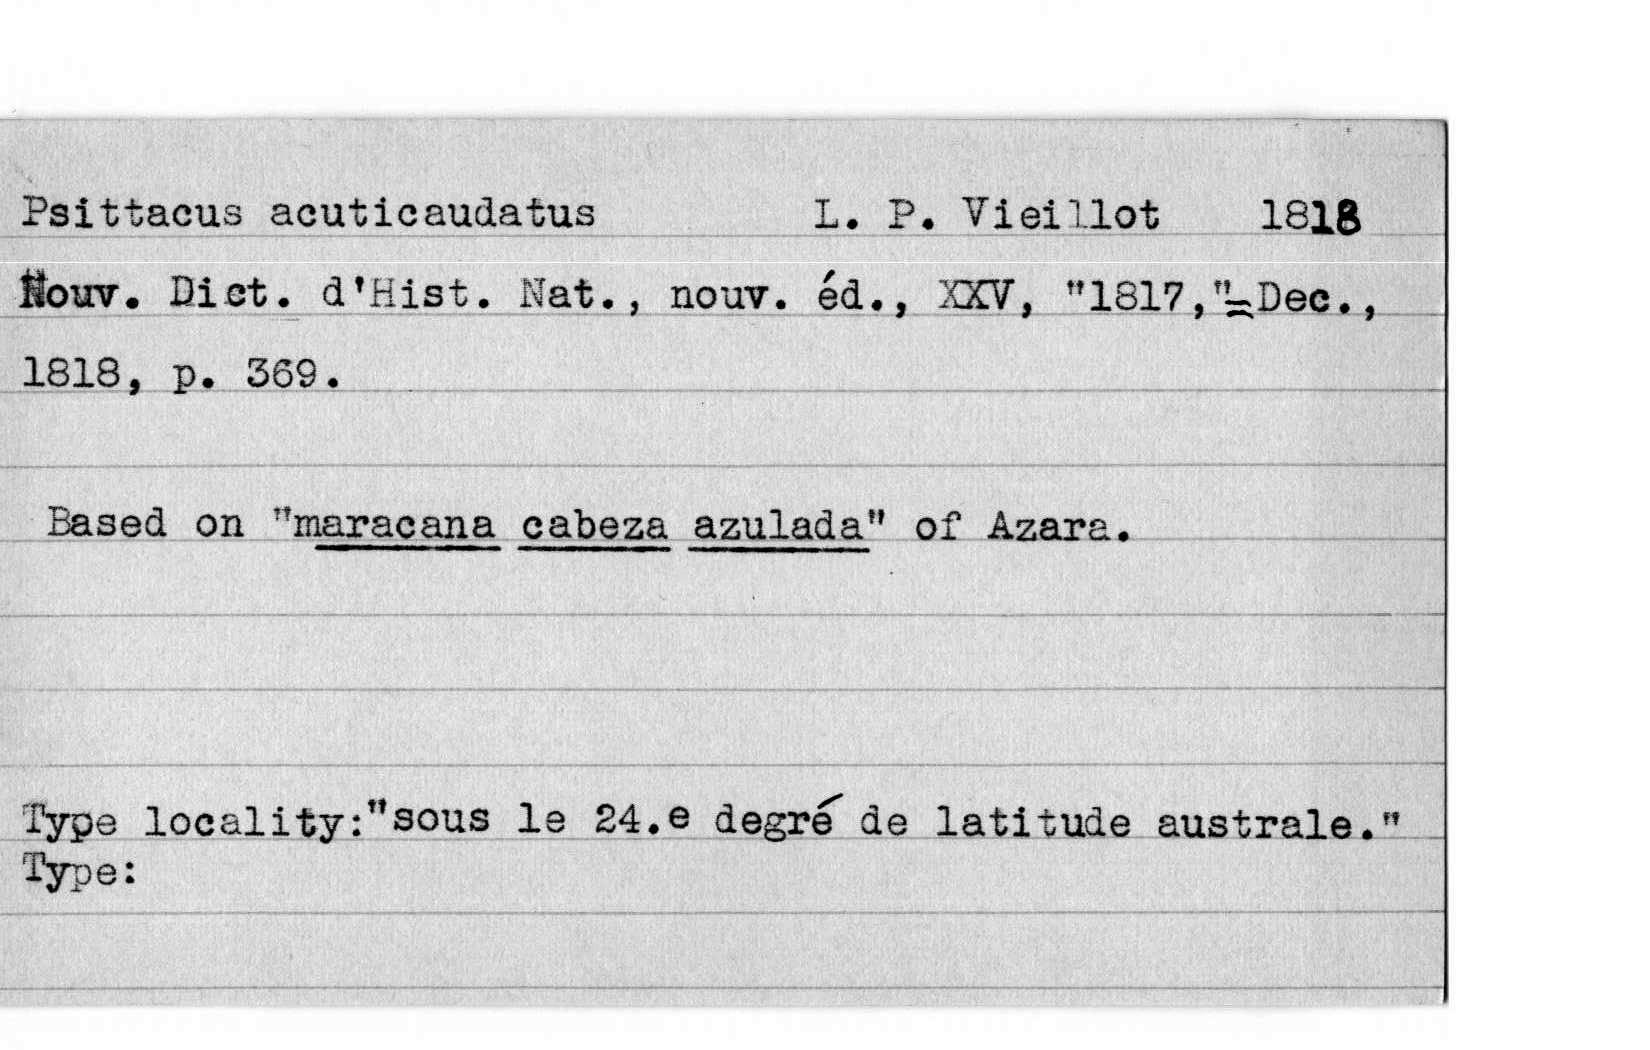 Psittacus acuticaudatus L. P. Vieillot 1818
Nouv. Dict. d'Hist. Nat., nouv. éd., XXV, "1817,"=Dec.,
1818, p. 369.
Based on "maracana cabeza azulada" of Azara.
Type locality:"sous le 24.e degré de latitude australe."
Type: